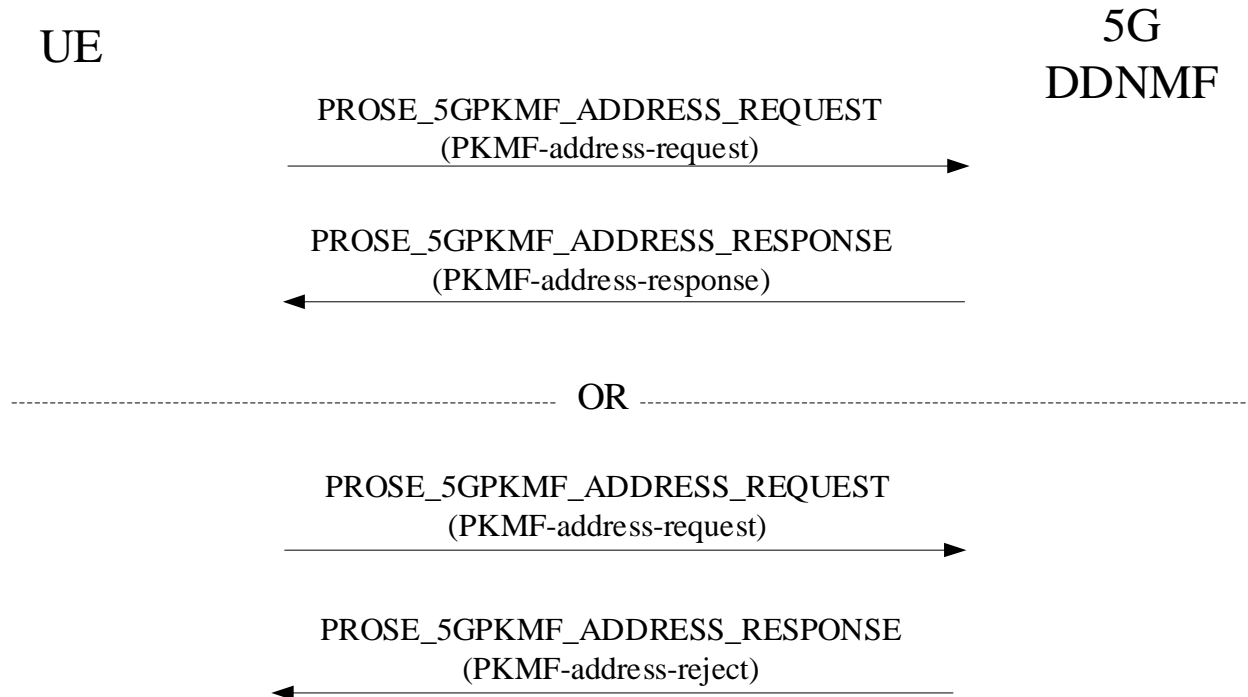 UE
5G
DDNMF
PROSE_5GPKMF_ADDRESS_REQUEST
(PKMF-address-request)
PROSE_5GPKMF_ADDRESS_RESPONSE
(PKMF-address-response)
OR
PROSE_5GPKMF_ADDRESS_REQUEST
(PKMF-address-request)
PROSE_5GPKMF_ADDRESS_RESPONSE
(PKMF-address-reject)